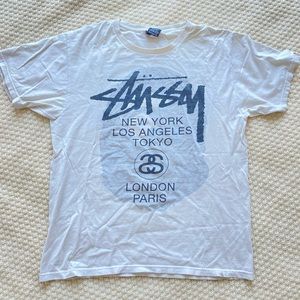 STÜSSY
NEW YORK
LOS ANGELES
TOKYO
LONDON
PARIS